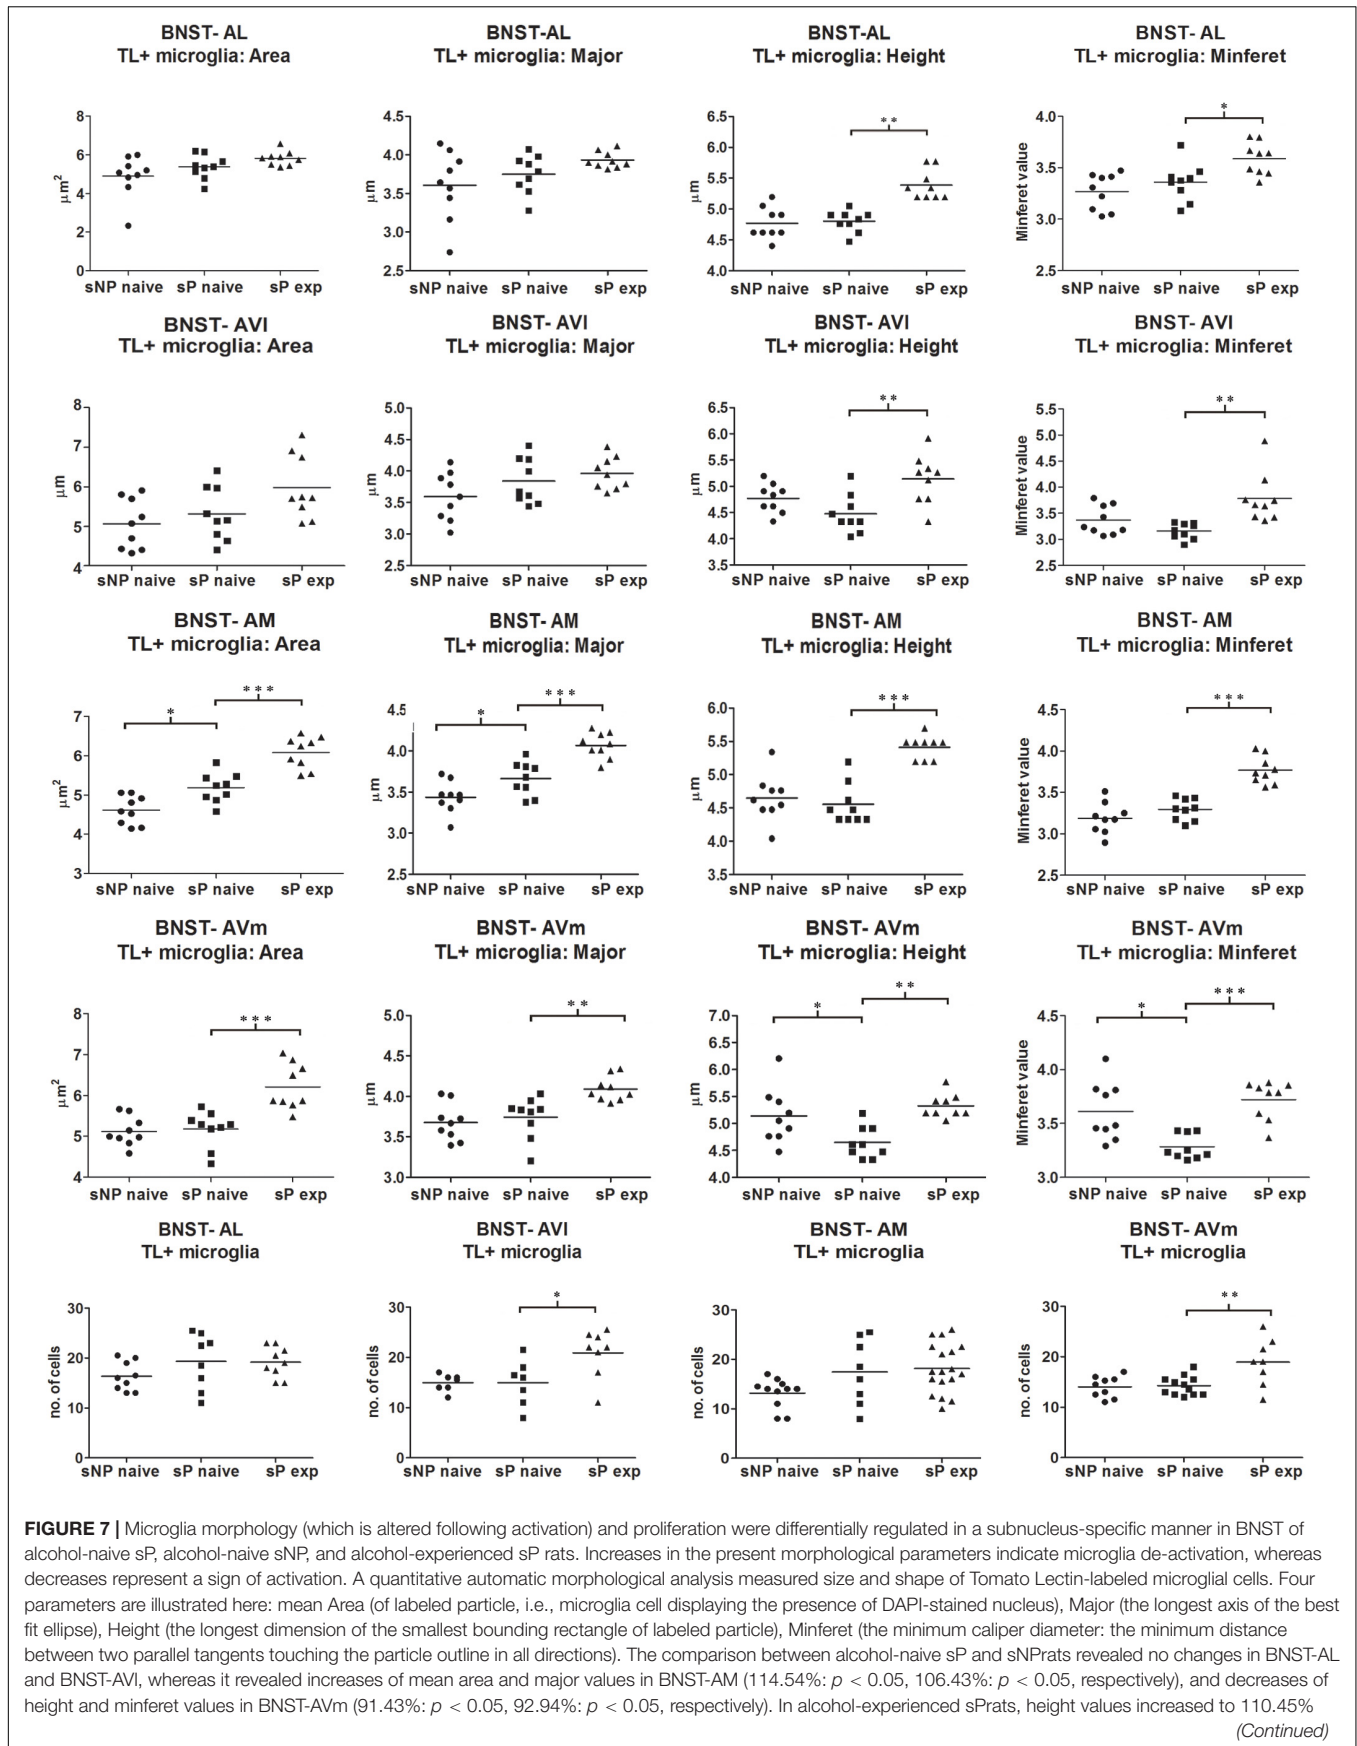 BNST- AL
TL+ microglia: Area
BNST-AL
TL+ microglia: Major
BNST-AL
TL+ microglia: Height
BNST- AL
TL+ microglia: Minferet
μm²
8
6
4
2
0
sNP naive sP naive sP exp
μm
4.5
4.0
3.5
3.0
2.5
sNP naive sP naive sP exp
μm
**
6.5
6.0
5.5
5.0
4.5
4.0
sNP naive sP naive sP exp
Minferet value
*
4.0
3.5
3.0
2.5
sNP naive sP naive sP exp
BNST- AVI
TL+ microglia: Area
BNST- AVI
TL+ microglia: Major
BNST- AVI
TL+ microglia: Height
BNST- AVI
TL+ microglia: Minferet
μm
8
7
6
5
4
sNP naive sP naive sP exp
μm
5.0
4.5
4.0
3.5
3.0
2.5
sNP naive sP naive sP exp
μm
**
6.5
6.0
5.5
5.0
4.5
4.0
3.5
sNP naive sP naive sP exp
Minferet value
**
5.5
5.0
4.5
4.0
3.5
3.0
2.5
sNP naive sP naive sP exp
BNST- AM
TL+ microglia: Area
BNST- AM
TL+ microglia: Major
BNST- AM
TL+ microglia: Height
BNST- AM
TL+ microglia: Minferet
μm²
* ***
7
6
5
4
3
sNP naive sP naive sP exp
μm
* ***
4.5
4.0
3.5
3.0
2.5
sNP naive sP naive sP exp
μm
***
6.0
5.5
5.0
4.5
4.0
3.5
sNP naive sP naive sP exp
Minferet value
***
4.5
4.0
3.5
3.0
2.5
sNP naive sP naive sP exp
BNST- AVm
TL+ microglia: Area
BNST- AVm
TL+ microglia: Major
BNST- AVm
TL+ microglia: Height
BNST- AVm
TL+ microglia: Minferet
μm²
***
8
7
6
5
4
sNP naive sP naive sP exp
μm
**
5.0
4.5
4.0
3.5
3.0
sNP naive sP naive sP exp
μm
* **
7.0
6.5
6.0
5.5
5.0
4.5
4.0
sNP naive sP naive sP exp
Minferet value
* ***
4.5
4.0
3.5
3.0
sNP naive sP naive sP exp
BNST- AL
TL+ microglia
BNST- AVI
TL+ microglia
BNST- AM
TL+ microglia
BNST- AVm
TL+ microglia
no. of cells
30
20
10
0
sNP naive sP naive sP exp
no. of cells
*
30
20
10
0
sNP naive sP naive sP exp
no. of cells
30
20
10
0
sNP naive sP naive sP exp
no. of cells
**
30
20
10
0
sNP naive sP naive sP exp
FIGURE 7 | Microglia morphology (which is altered following activation) and proliferation were differentially regulated in a subnucleus-specific manner in BNST of
alcohol-naive sP, alcohol-naive sNP, and alcohol-experienced sP rats. Increases in the present morphological parameters indicate microglia de-activation, whereas
decreases represent a sign of activation. A quantitative automatic morphological analysis measured size and shape of Tomato Lectin-labeled microglial cells. Four
parameters are illustrated here: mean Area (of labeled particle, i.e., microglia cell displaying the presence of DAPI-stained nucleus), Major (the longest axis of the best
fit ellipse), Height (the longest dimension of the smallest bounding rectangle of labeled particle), Minferet (the minimum caliper diameter: the minimum distance
between two parallel tangents touching the particle outline in all directions). The comparison between alcohol-naive sP and sNPrats revealed no changes in BNST-AL
and BNST-AVI, whereas it revealed increases of mean area and major values in BNST-AM (114.54%: p < 0.05, 106.43%: p < 0.05, respectively), and decreases of
height and minferet values in BNST-AVm (91.43%: p < 0.05, 92.94%: p < 0.05, respectively). In alcohol-experienced sPrats, height values increased to 110.45%
(Continued)